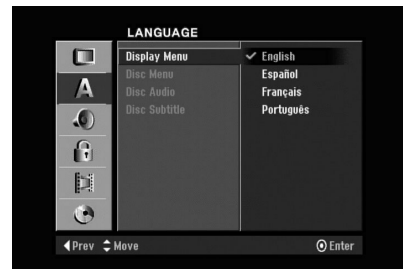 LANGUAGE
Display Menu ✓ English
Disc Menu Español
Disc Audio Français
Disc Subtitle Português
A
Prev Move Enter